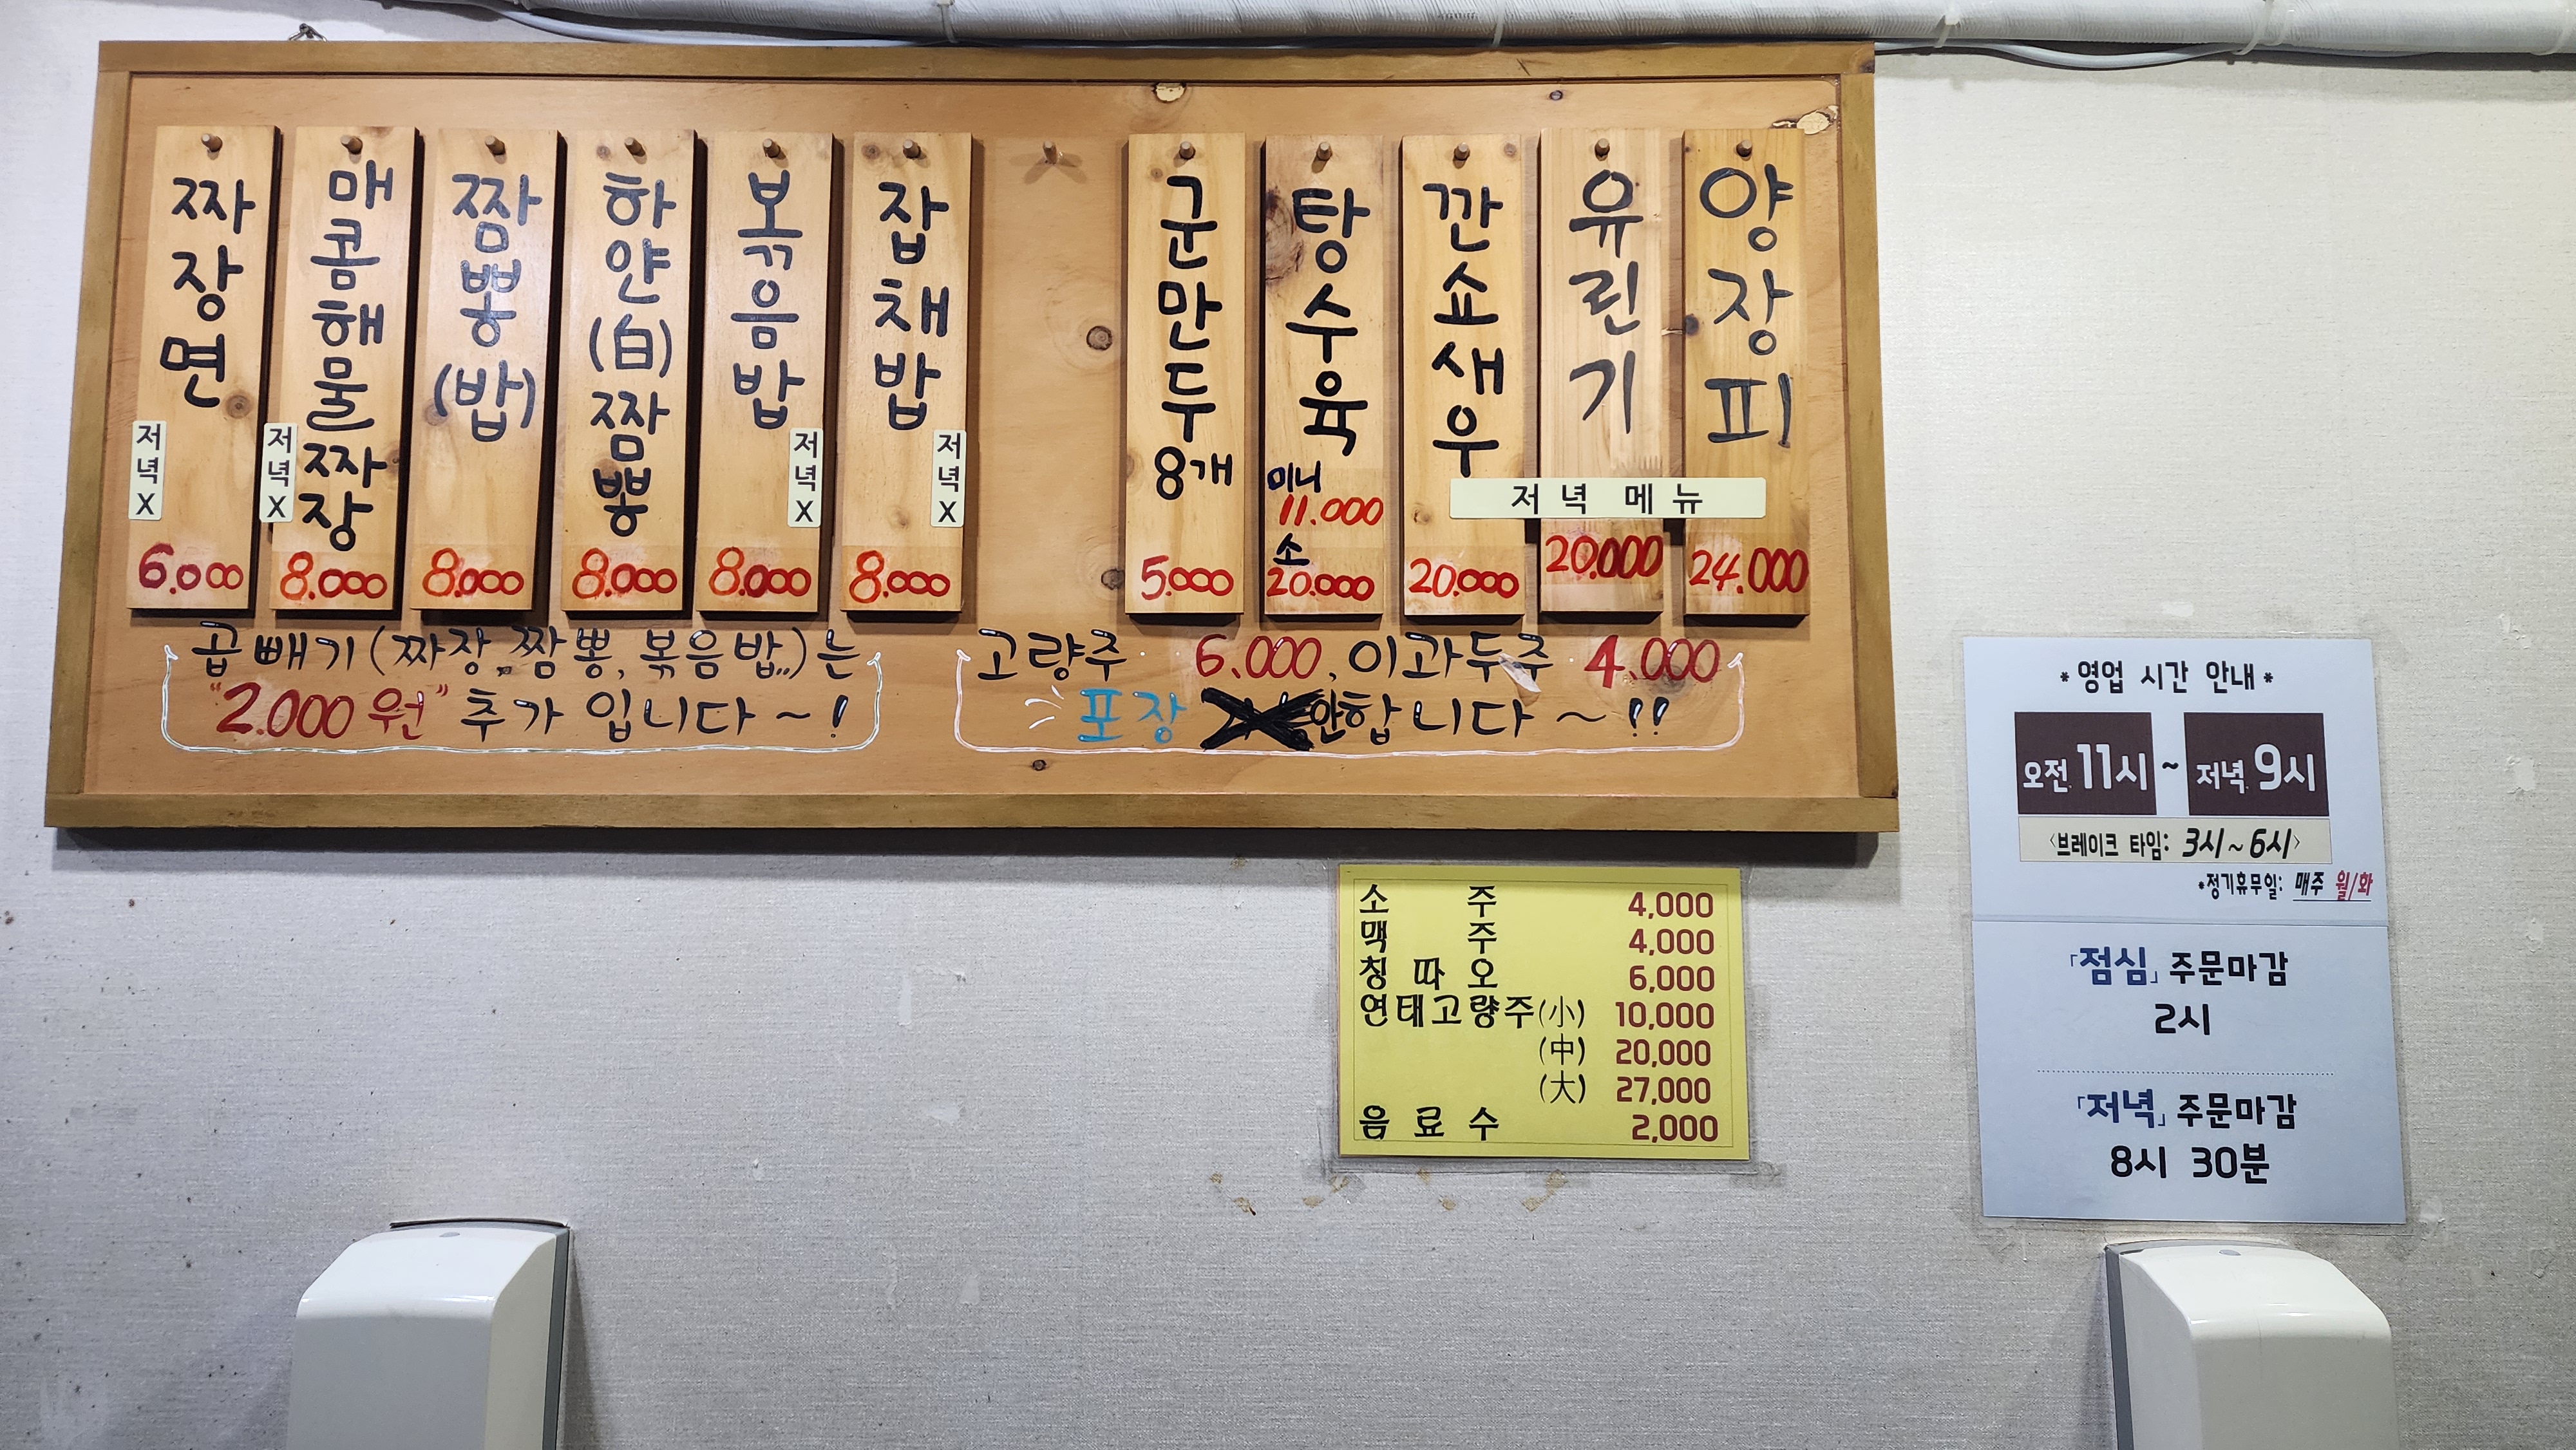 짜장면
저녁X
6.000
매콤해물짜장
저녁X
8.000
짬뽕(밥)
8.000
하얀(白)짬뽕
8.000
볶음밥
저녁X
8.000
잡채밥
저녁X
8.000
군만두8개
5.000
탕수육
미니
11.000
소
20.000
깐쇼새우
20.000
유린기
20.000
양장피
24.000
저녁 메뉴
곱빼기(짜장,짬뽕,볶음밥..)는
"2.000원" 추가 입니다~!
고량주 6.000, 이과두주 4.000
포장 안합니다~!!
소주 4,000
맥주 4,000
칭따오 6,000
연태고량주(小) 10,000
(中) 20,000
(大) 27,000
음료수 2,000
*영업 시간 안내*
오전 11시 ~ 저녁 9시
<브레이크 타임: 3시~6시>
*정기휴무일: 매주 월/화
「점심」 주문마감
2시
「저녁」 주문마감
8시 30분